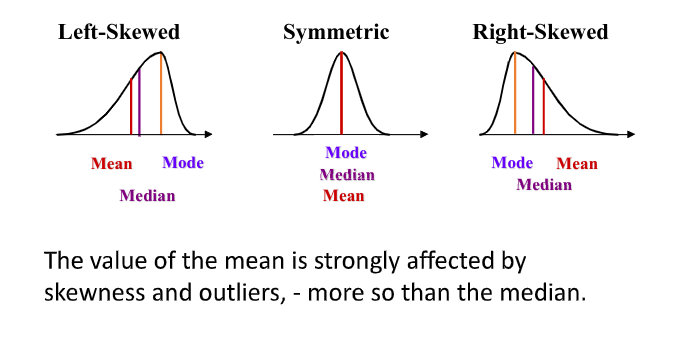 Left-Skewed
Symmetric
Right-Skewed
Mean
Mode
Median
Mode
Median
Mean
Mode
Mean
Median
The value of the mean is strongly affected by
skewness and outliers, - more so than the median.